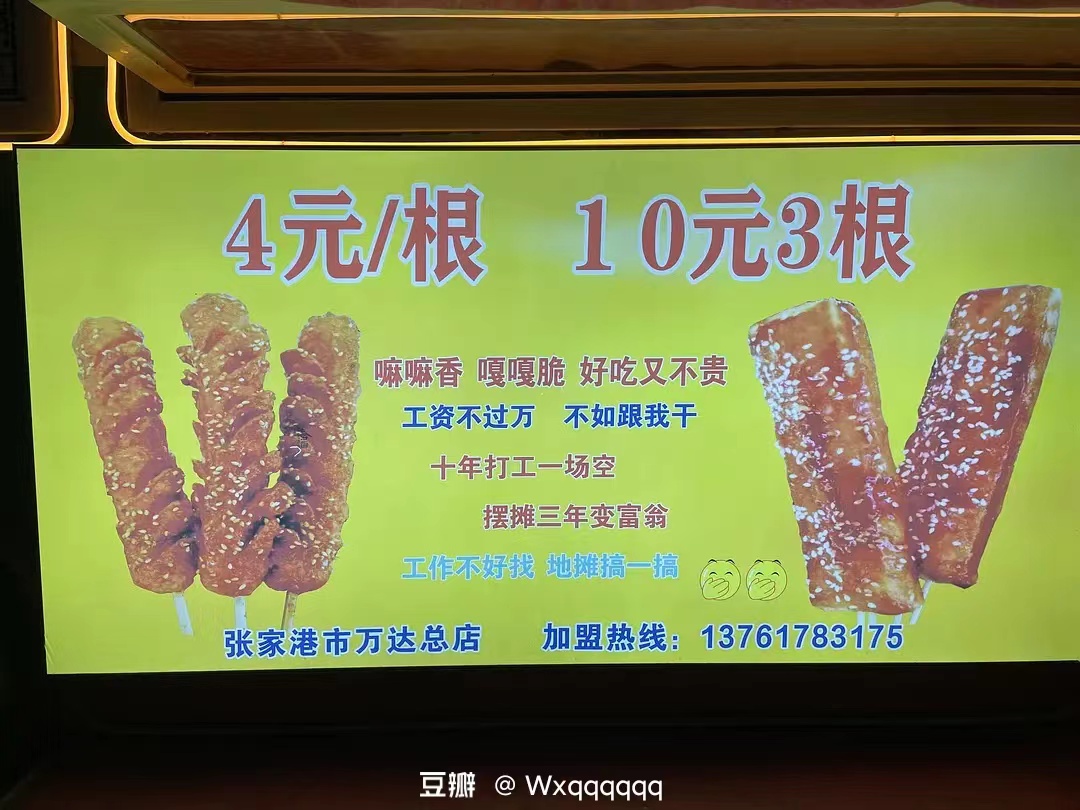 4元/根 10元3根
嘛嘛香 嘎嘎脆 好吃又不贵
工资不过万 不如跟我干
十年打工一场空
摆摊三年变富翁
工作不好找 地摊搞一搞
张家港市万达总店 加盟热线：13761783175
豆瓣 @ Wxqqqqqq